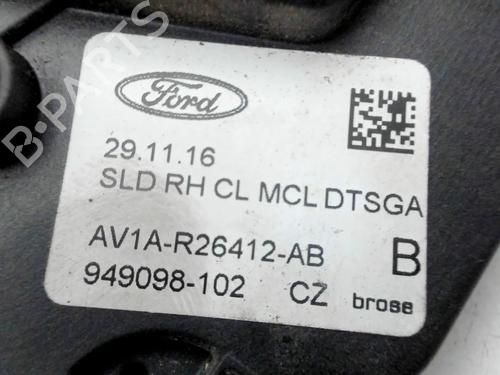 B-PARTS
Ford
29.11.16
SLD RH CL MCL DTSGA
AV1A-R26412-AB B
949098-102 CZ brose